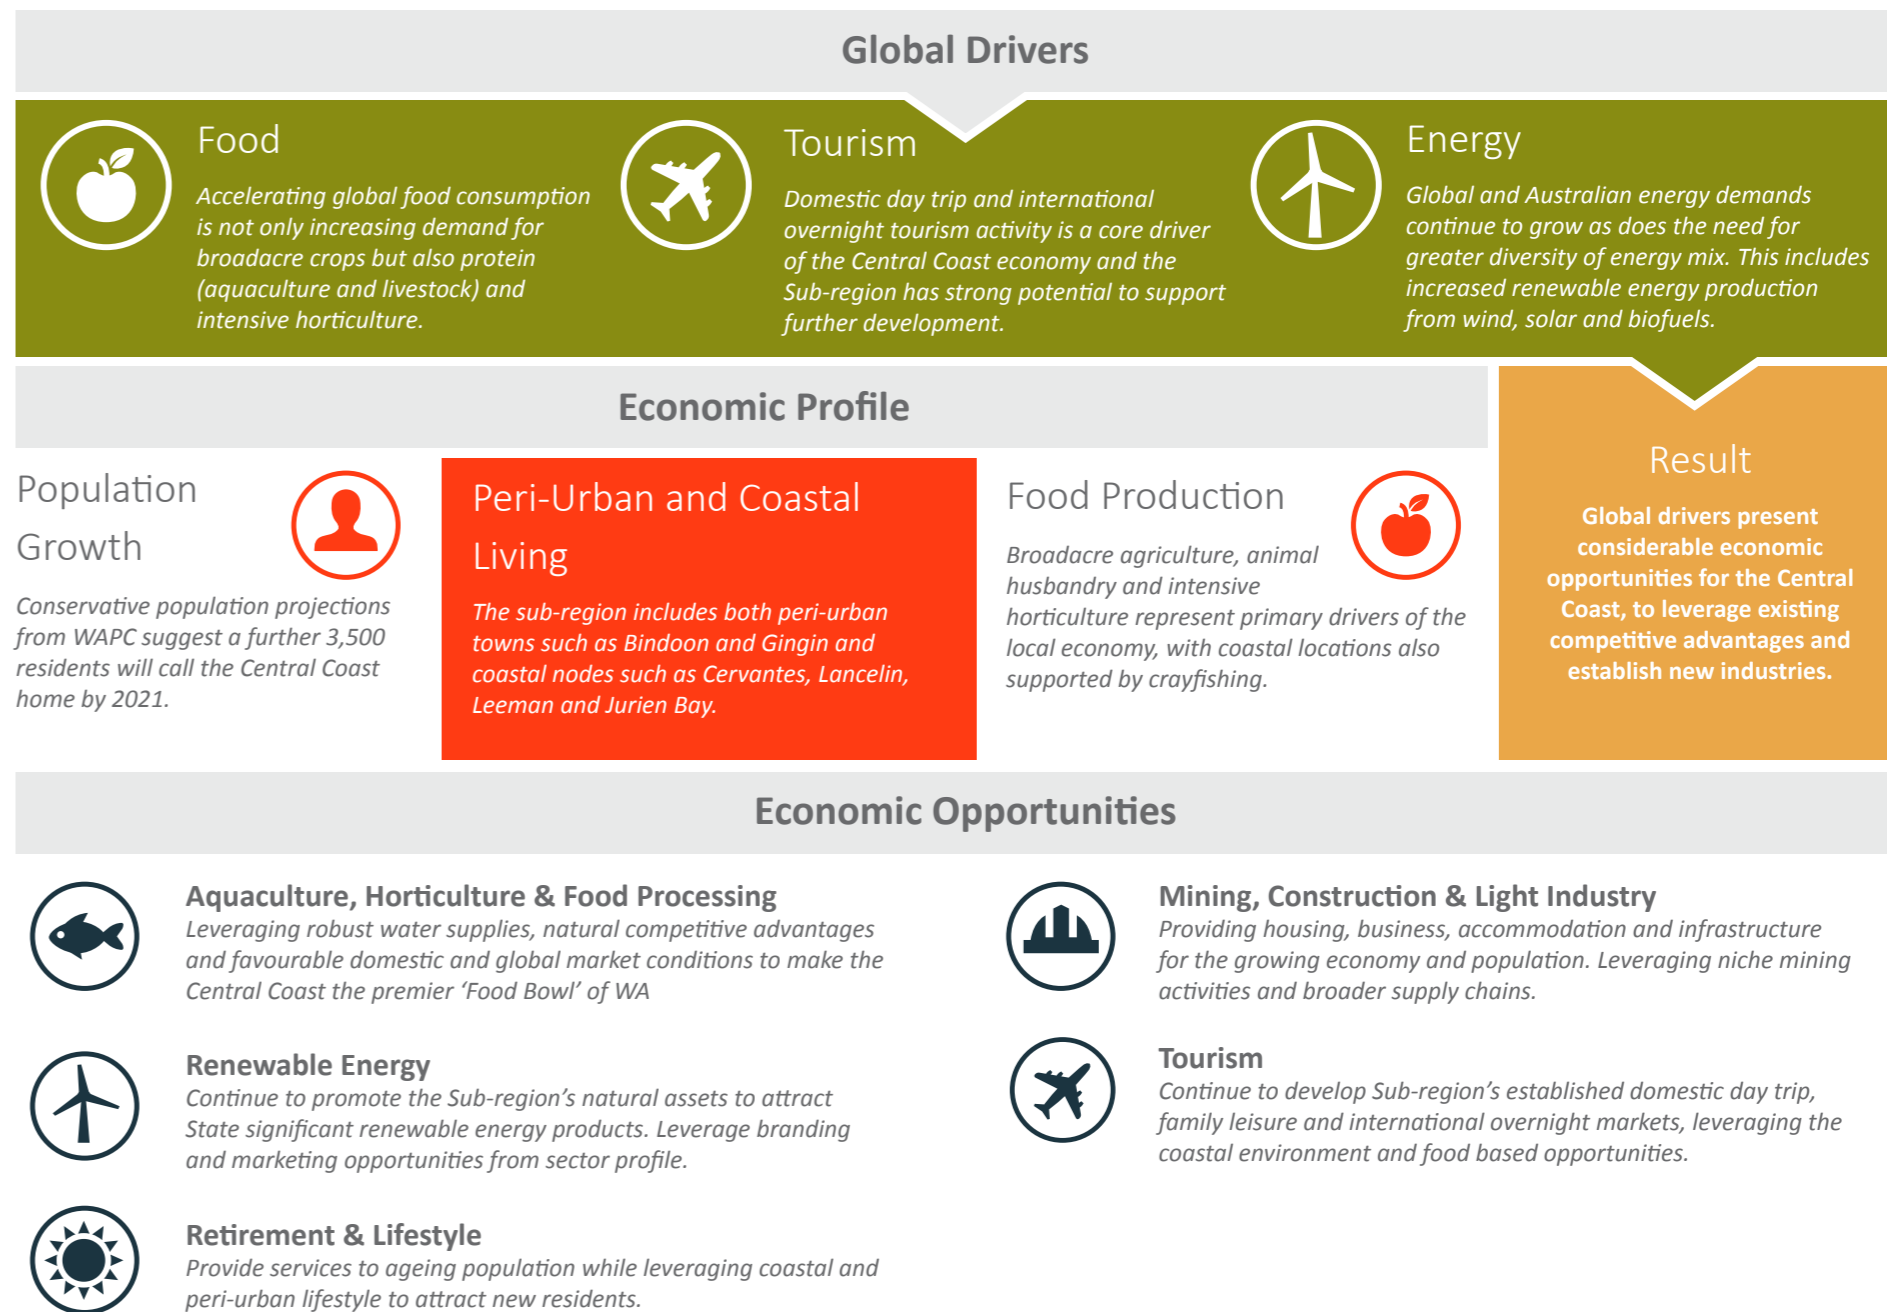 Global Drivers
Food
Accelerating global food consumption
is not only increasing demand for
broadacre crops but also protein
(aquaculture and livestock) and
intensive horticulture.
Tourism
Domestic day trip and international
overnight tourism activity is a core driver
of the Central Coast economy and the
Sub-region has strong potential to support
further development.
Energy
Global and Australian energy demands
continue to grow as does the need for
greater diversity of energy mix. This includes
increased renewable energy production
from wind, solar and biofuels.
Economic Profile
Population
Growth
Conservative population projections
from WAPC suggest a further 3,500
residents will call the Central Coast
home by 2021.
Peri-Urban and Coastal
Living
The sub-region includes both peri-urban
towns such as Bindoon and Gingin and
coastal nodes such as Cervantes, Lancelin,
Leeman and Jurien Bay.
Food Production
Broadacre agriculture, animal
husbandry and intensive
horticulture represent primary drivers of the
local economy, with coastal locations also
supported by crayfishing.
Result
Global drivers present
considerable economic
opportunities for the Central
Coast, to leverage existing
competitive advantages and
establish new industries.
Economic Opportunities
Aquaculture, Horticulture & Food Processing
Leveraging robust water supplies, natural competitive advantages
and favourable domestic and global market conditions to make the
Central Coast the premier ‘Food Bowl’ of WA
Renewable Energy
Continue to promote the Sub-region’s natural assets to attract
State significant renewable energy products. Leverage branding
and marketing opportunities from sector profile.
Retirement & Lifestyle
Provide services to ageing population while leveraging coastal and
peri-urban lifestyle to attract new residents.
Mining, Construction & Light Industry
Providing housing, business, accommodation and infrastructure
for the growing economy and population. Leveraging niche mining
activities and broader supply chains.
Tourism
Continue to develop Sub-region’s established domestic day trip,
family leisure and international overnight markets, leveraging the
coastal environment and food based opportunities.